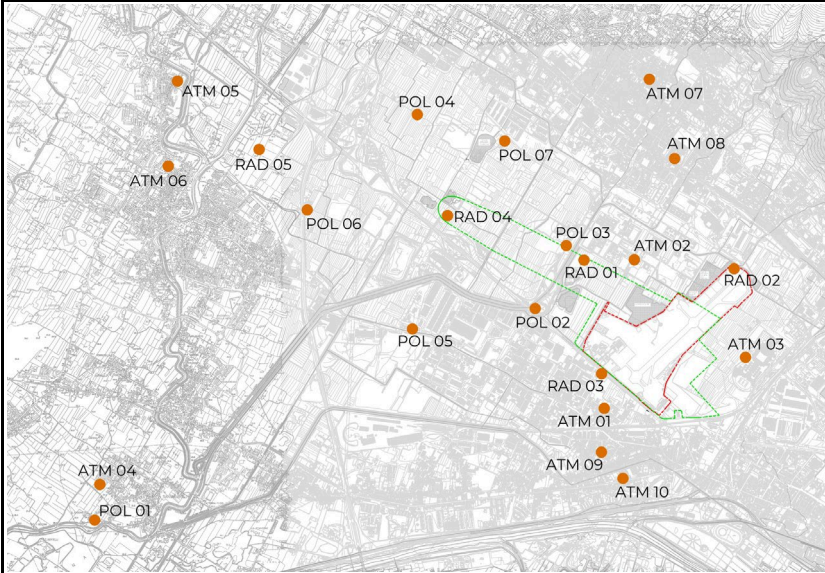 ATM 05
ATM 07
POL 04
ATM 08
POL 07
RAD 05
ATM 06
RAD 04
POL 06
POL 03
ATM 02
RAD 01
RAD 02
POL 02
POL 05
ATM 03
RAD 03
ATM 01
ATM 09
ATM 04
ATM 10
POL 01